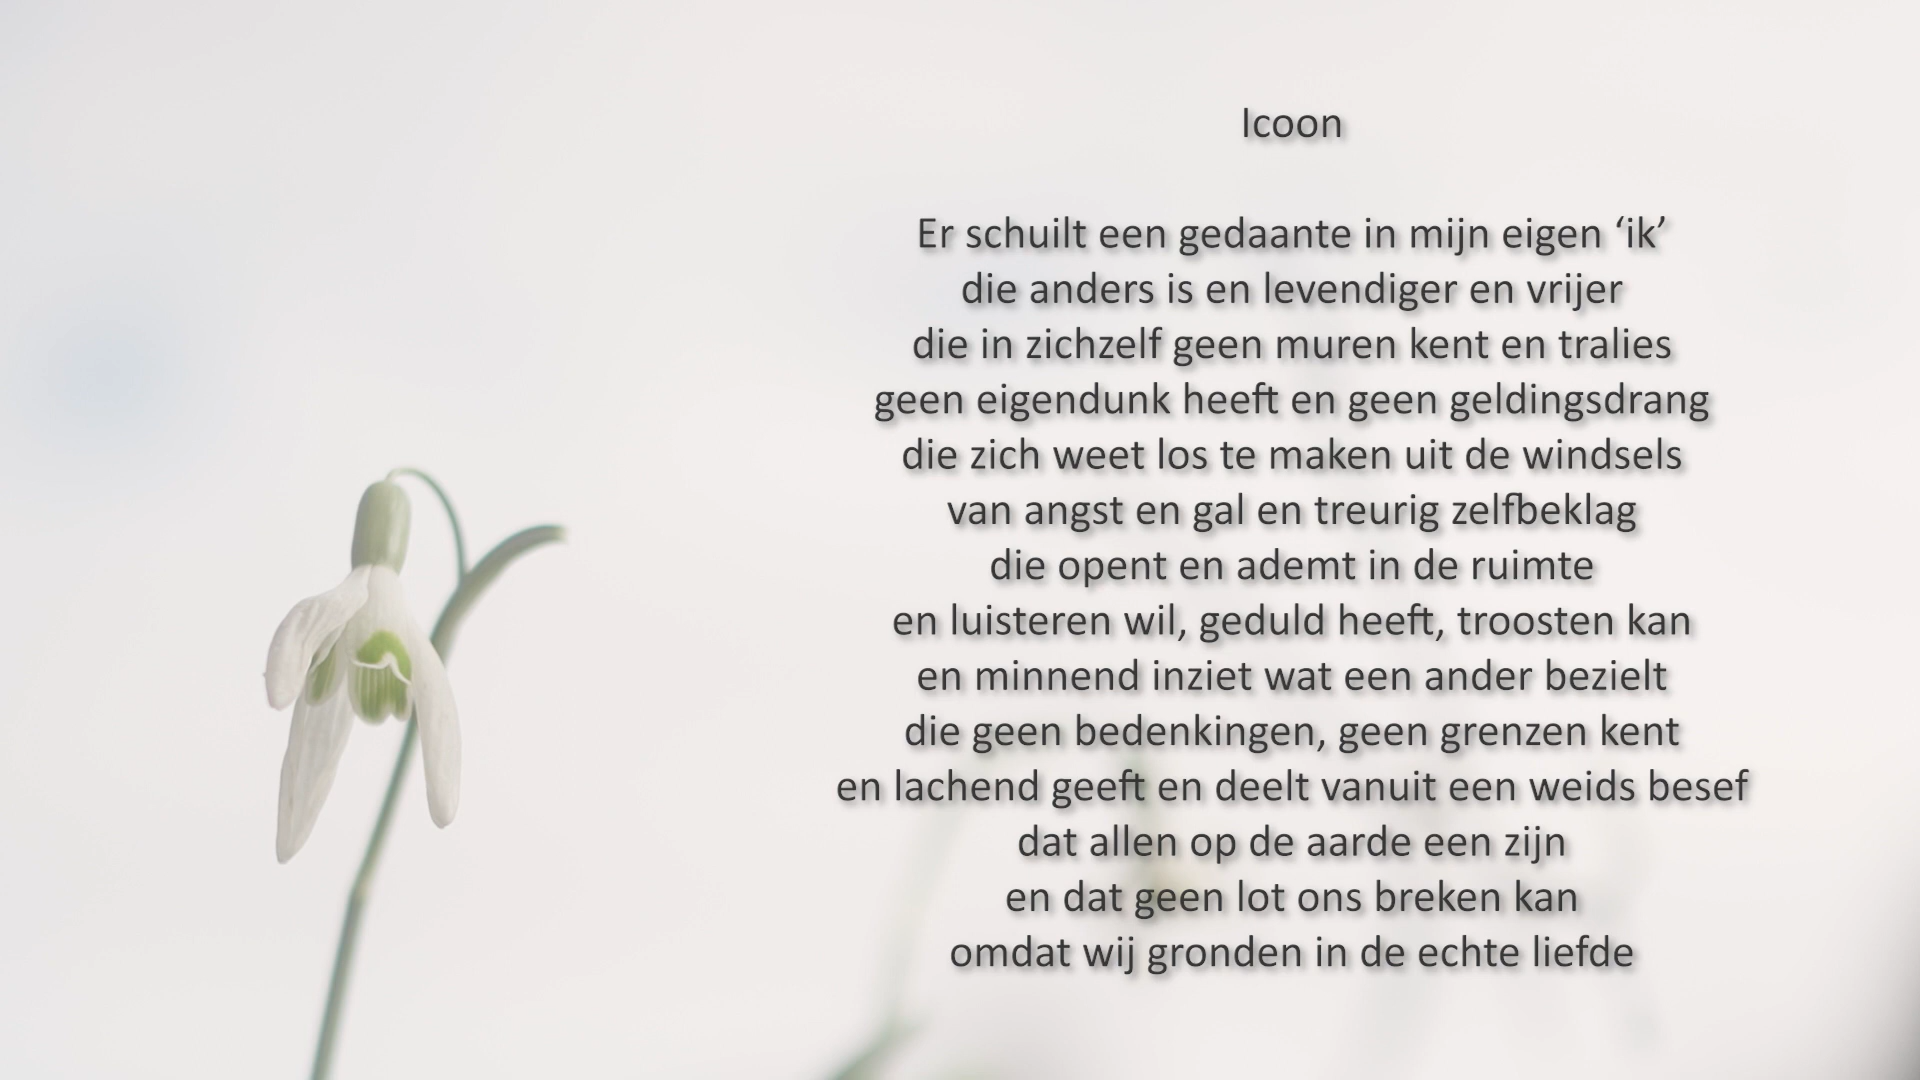 Icoon
Er schuilt een gedaante in mijn eigen ‘ik’
die anders is en levendiger en vrijer
die in zichzelf geen muren kent en tralies
geen eigendunk heeft en geen geldingsdrang
die zich weet los te maken uit de windsels
van angst en gal en treurig zelfbeklag
die opent en ademt in de ruimte
en luisteren wil, geduld heeft, troosten kan
en minnend inziet wat een ander bezielt
die geen bedenkingen, geen grenzen kent
en lachend geeft en deelt vanuit een weids besef
dat allen op de aarde een zijn
en dat geen lot ons breken kan
omdat wij gronden in de echte liefde